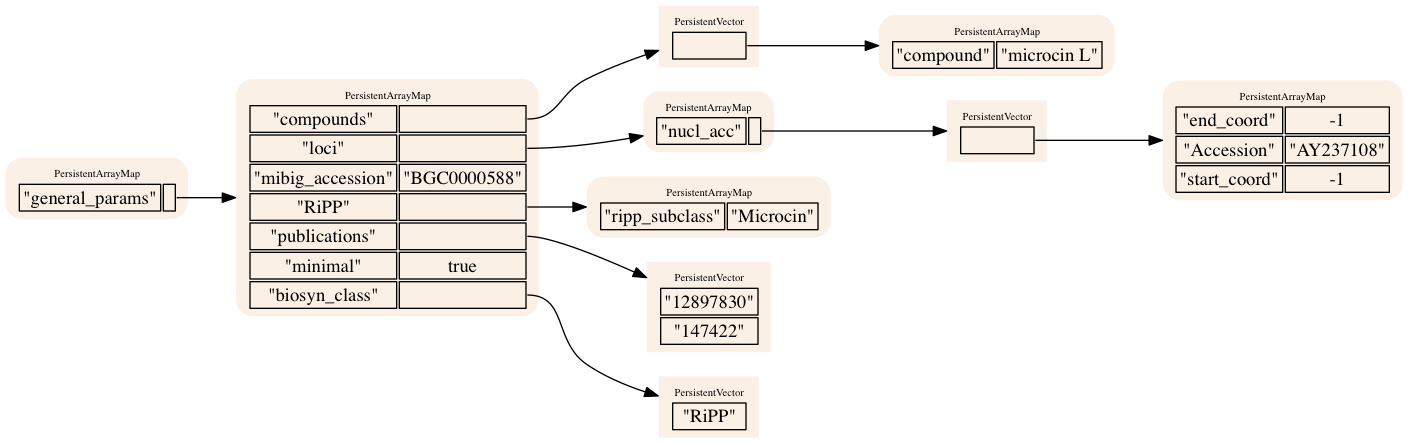 PersistentArrayMap
"general_params"
PersistentArrayMap
"compounds"
"loci"
"mibig_accession" "BGC0000588"
"RiPP"
"publications"
"minimal" true
"biosyn_class"
PersistentVector
PersistentArrayMap
"compound" "microcin L"
PersistentArrayMap
"nucl_acc"
PersistentVector
PersistentArrayMap
"end_coord" -1
"Accession" "AY237108"
"start_coord" -1
PersistentArrayMap
"ripp_subclass" "Microcin"
PersistentVector
"12897830"
"147422"
PersistentVector
"RiPP"